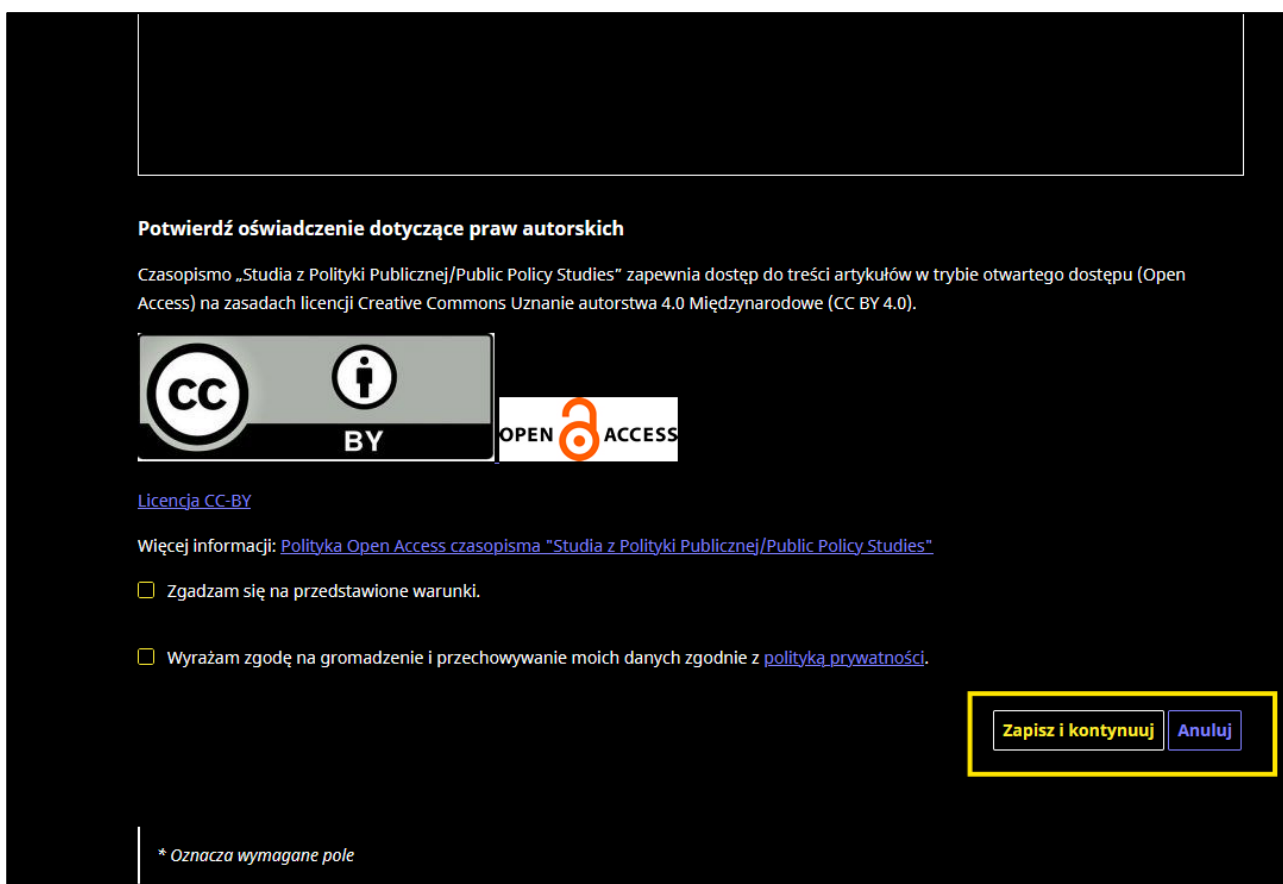 Potwierdź oświadczenie dotyczące praw autorskich
Czasopismo „Studia z Polityki Publicznej/Public Policy Studies” zapewnia dostęp do treści artykułów w trybie otwartego dostępu (Open
Access) na zasadach licencji Creative Commons Uznanie autorstwa 4.0 Międzynarodowe (CC BY 4.0).
CC
BY
OPEN ACCESS
Licencja CC-BY
Więcej informacji: Polityka Open Access czasopisma "Studia z Polityki Publicznej/Public Policy Studies"
Zgadzam się na przedstawione warunki.
Wyrażam zgodę na gromadzenie i przechowywanie moich danych zgodnie z polityką prywatności.
Zapisz i kontynuuj Anuluj
* Oznacza wymagane pole